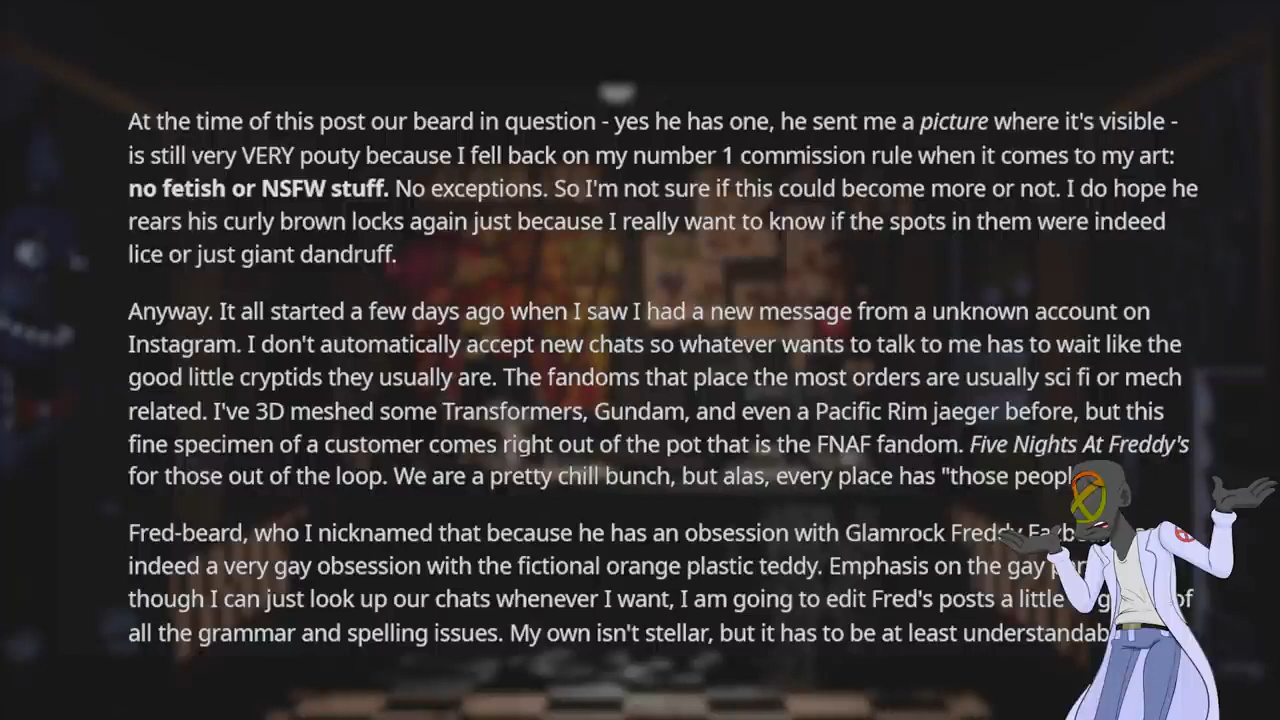 At the time of this post our beard in question - yes he has one, he sent me a picture where it's visible -
is still very VERY pouty because I fell back on my number 1 commission rule when it comes to my art:
no fetish or NSFW stuff. No exceptions. So I'm not sure if this could become more or not. I do hope he
rears his curly brown locks again just because I really want to know if the spots in them were indeed
lice or just giant dandruff.
Anyway. It all started a few days ago when I saw I had a new message from a unknown account on
Instagram. I don't automatically accept new chats so whatever wants to talk to me has to wait like the
good little cryptids they usually are. The fandoms that place the most orders are usually sci fi or mech
related. I've 3D meshed some Transformers, Gundam, and even a Pacific Rim jaeger before, but this
fine specimen of a customer comes right out of the pot that is the FNAF fandom. Five Nights At Freddy's
for those out of the loop. We are a pretty chill bunch, but alas, every place has "those
Fred-beard, who I nicknamed that because he has an obsession with Glamrock
indeed a very gay obsession with the fictional orange plastic teddy. Emphasis on the gay
though I can just look up our chats whenever I want, I am going to edit Fred's posts a little of
all the grammar and spelling issues. My own isn't stellar, but it has to be at least